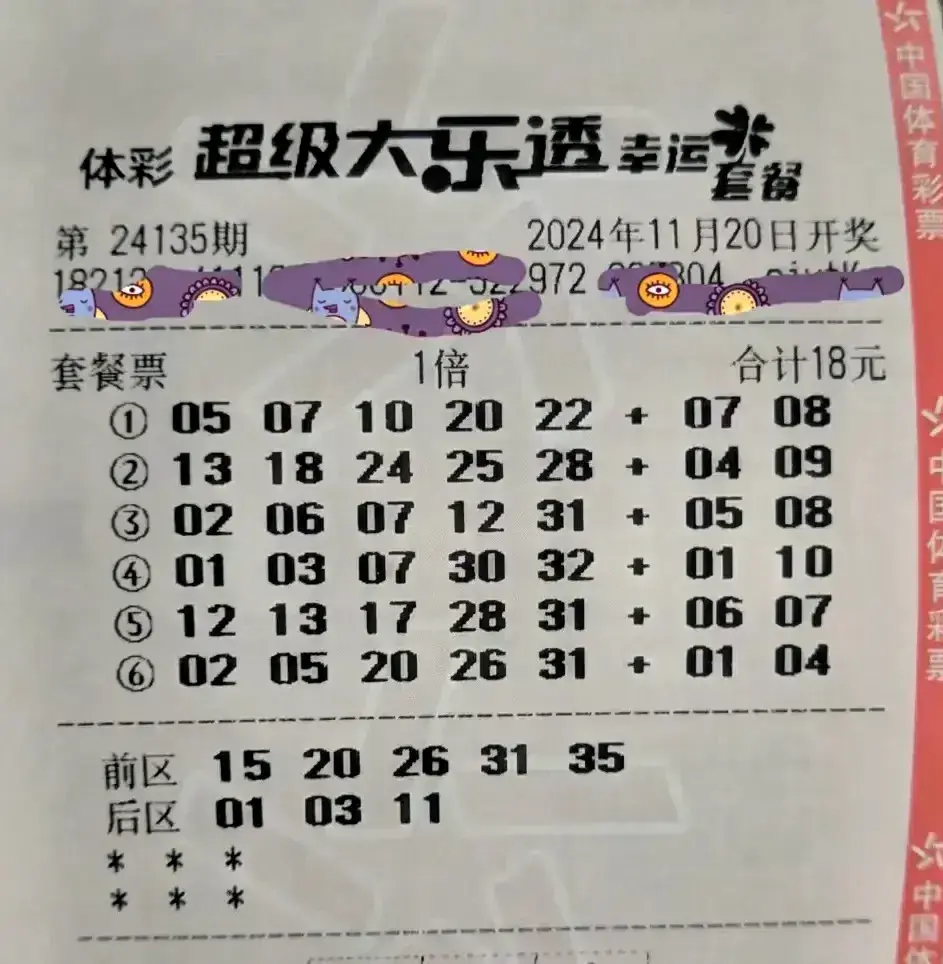 体彩 超级大乐透 幸运套餐
第 24135期 2024年11月20日开奖
972
套餐票 1倍 合计18元
① 05 07 10 20 22 + 07 08
② 13 18 24 25 28 + 04 09
③ 02 06 07 12 31 + 05 08
④ 01 03 07 30 32 + 01 10
⑤ 12 13 17 28 31 + 06 07
⑥ 02 05 20 26 31 + 01 04
前区 15 20 26 31 35
后区 01 03 11
* * *
* * *
中国体育彩票
中国体育彩票
中国体